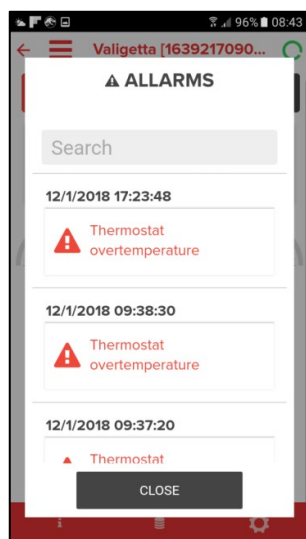 96% 08:43
Valigetta [1639217090...
ALLARMS
Search
12/1/2018 17:23:48
Thermostat
overtemperature
12/1/2018 09:38:30
Thermostat
overtemperature
12/1/2018 09:37:20
Thermostat
CLOSE